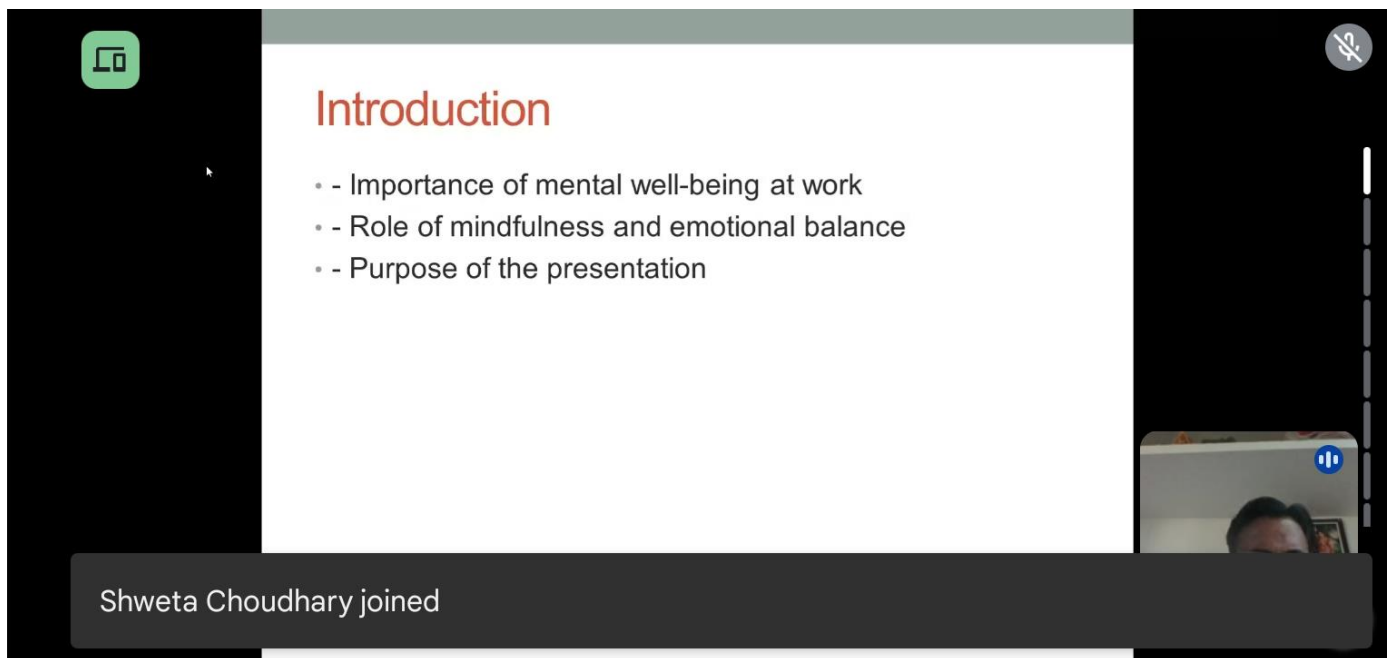 Introduction
• - Importance of mental well-being at work
• - Role of mindfulness and emotional balance
• - Purpose of the presentation
Shweta Choudhary joined